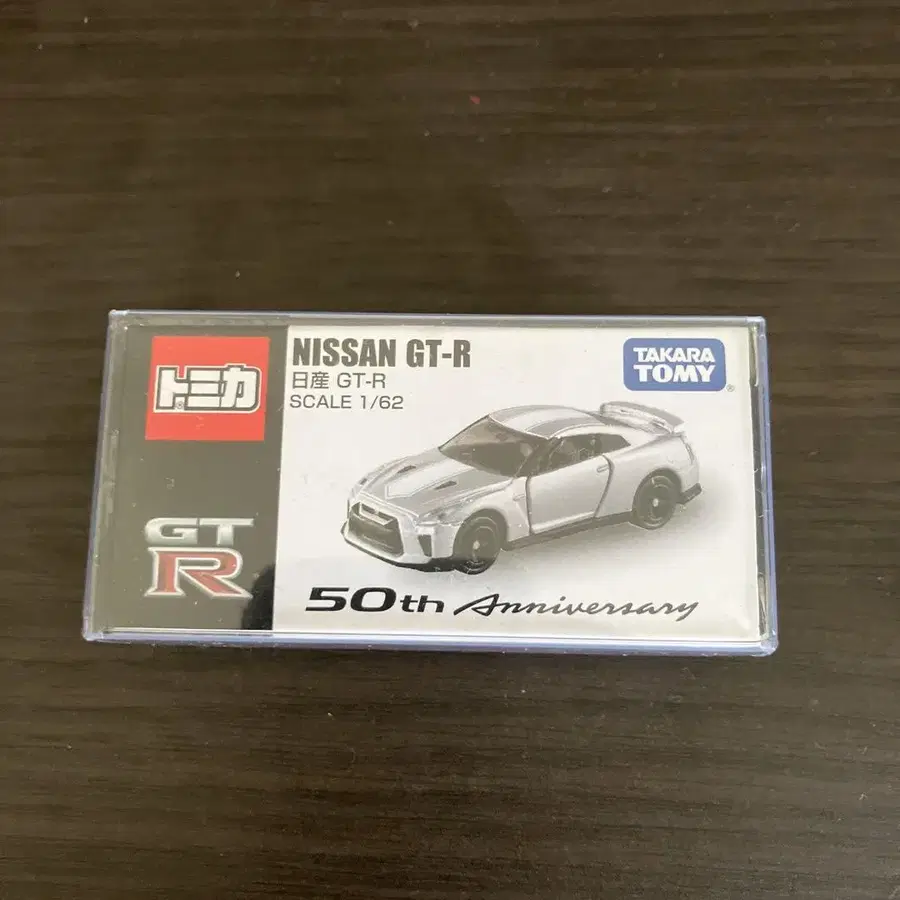 トミカ
NISSAN GT-R
日産 GT-R
SCALE 1/62
TAKARA
TOMY
GT
R
50th Anniversary